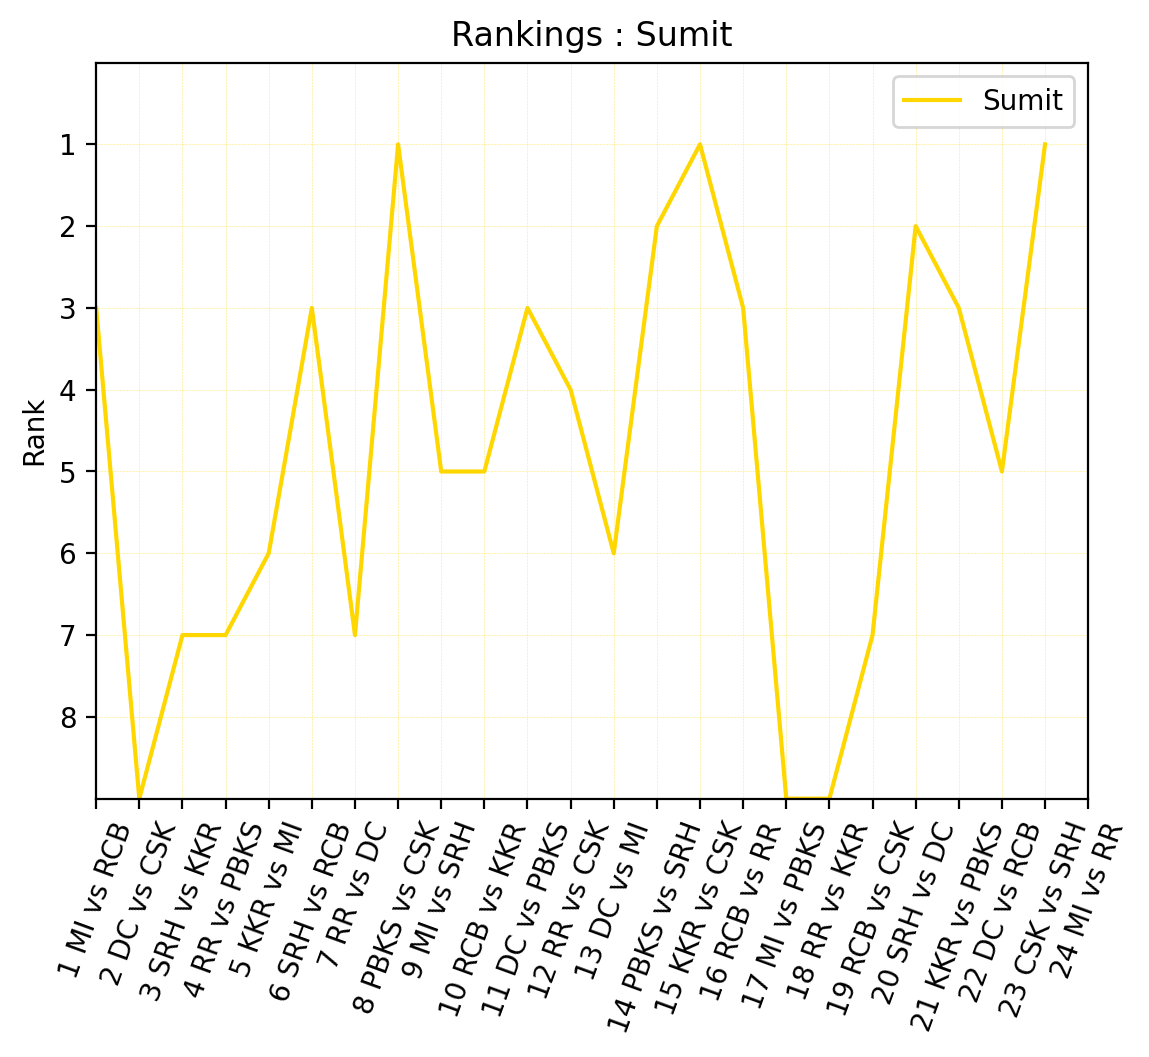 Rankings : Sumit
Sumit
Rank
1
2
3
4
5
6
7
8
1 MI vs RCB
2 DC vs CSK
3 SRH vs KKR
4 RR vs PBKS
5 KKR vs MI
6 SRH vs RCB
7 RR vs DC
8 PBKS vs CSK
9 MI vs SRH
10 RCB vs KKR
11 DC vs PBKS
12 RR vs CSK
13 DC vs MI
14 PBKS vs SRH
15 KKR vs CSK
16 RCB vs RR
17 MI vs PBKS
18 RR vs KKR
19 RCB vs CSK
20 SRH vs DC
21 KKR vs PBKS
22 DC vs RCB
23 CSK vs SRH
24 MI vs RR